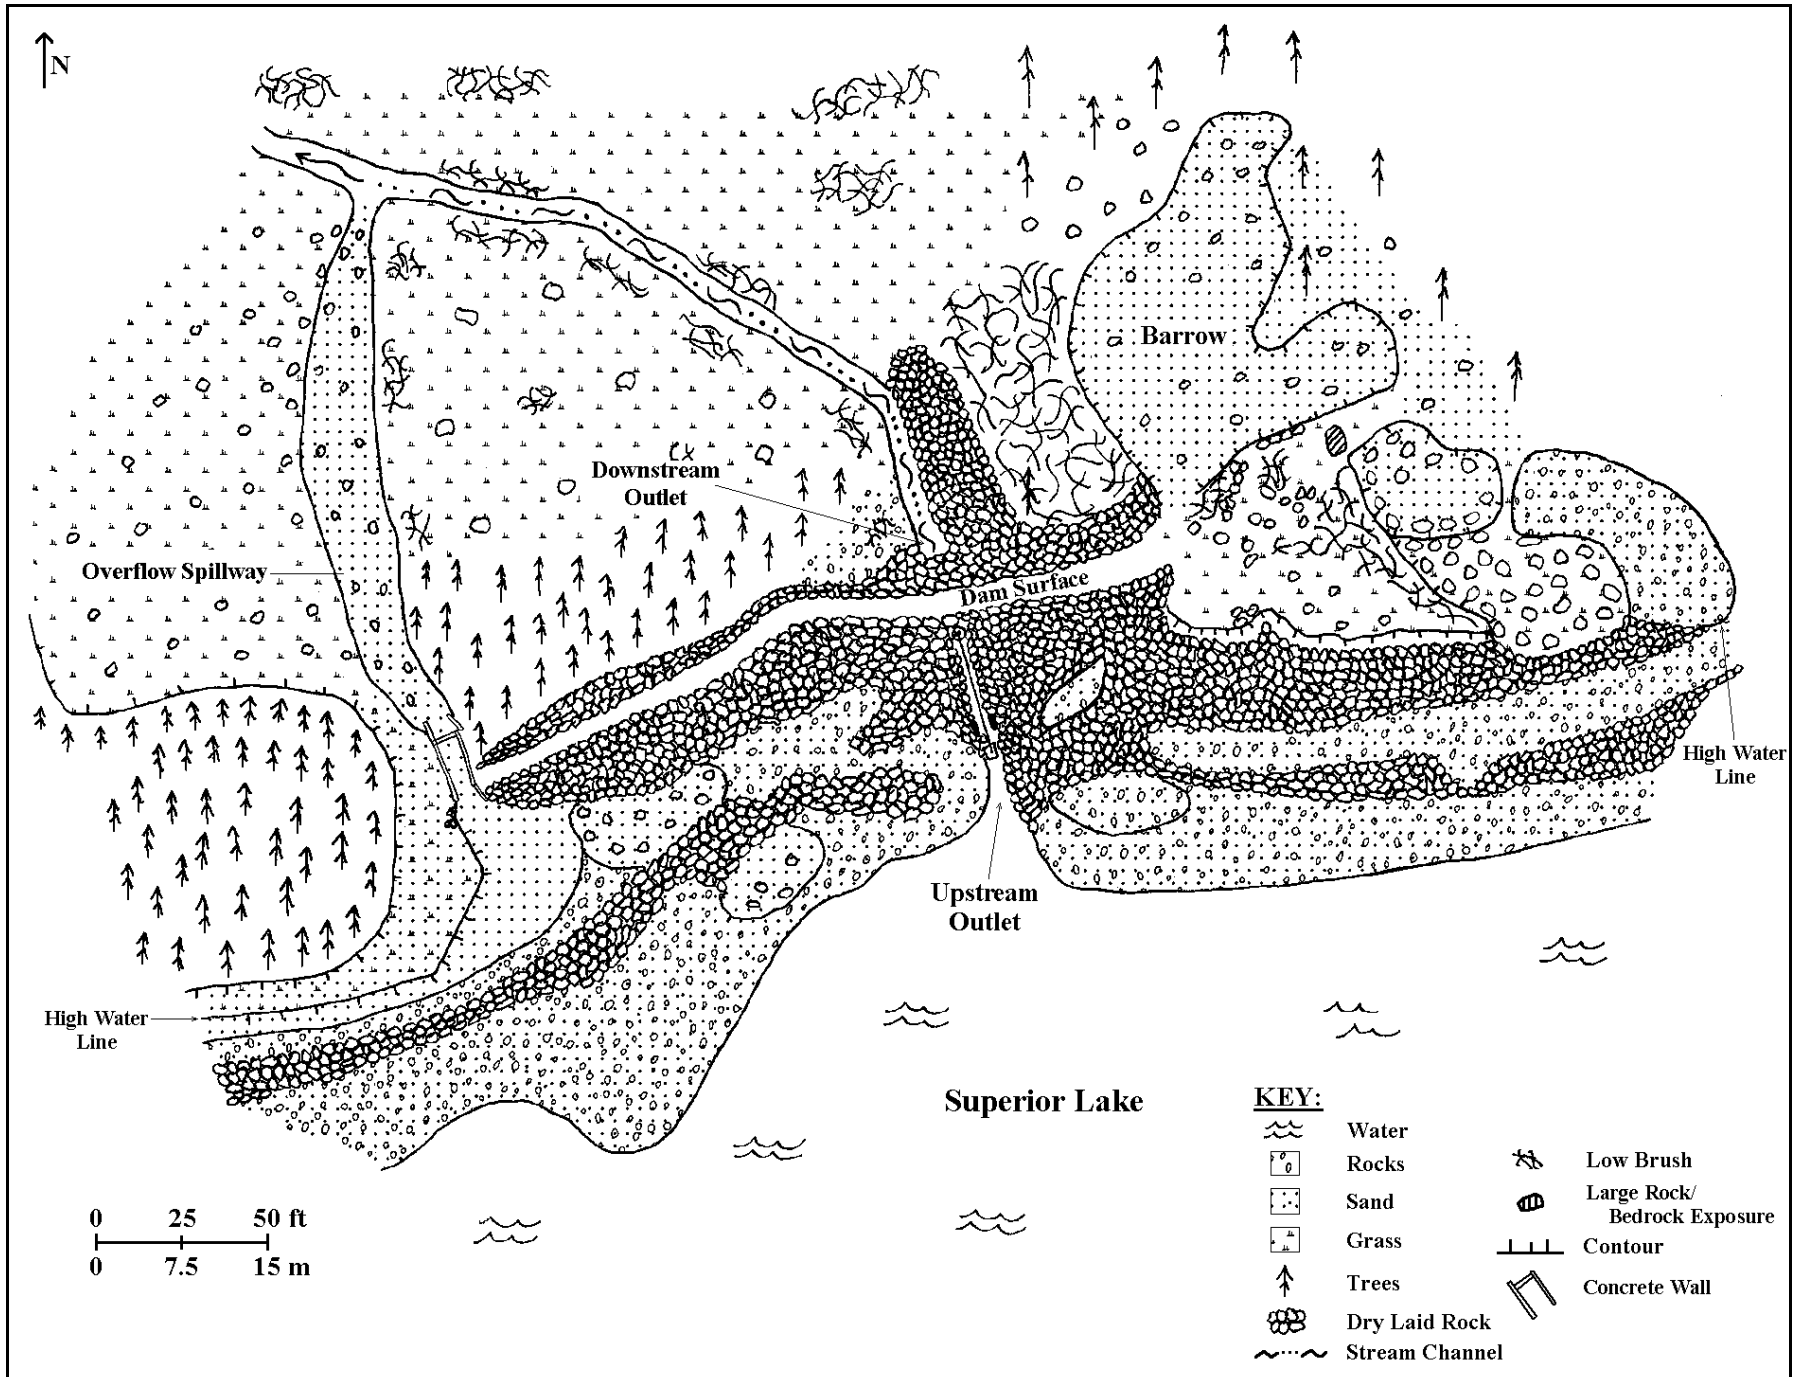 N
Barrow
Downstream
Outlet
Overflow Spillway
Dam Surface
High Water
Line
Upstream
Outlet
High Water
Line
Superior Lake
0 25 50 ft
0 7.5 15 m
KEY:
Water
Rocks
Sand
Grass
Trees
Dry Laid Rock
Stream Channel
Low Brush
Large Rock/
Bedrock Exposure
Contour
Concrete Wall